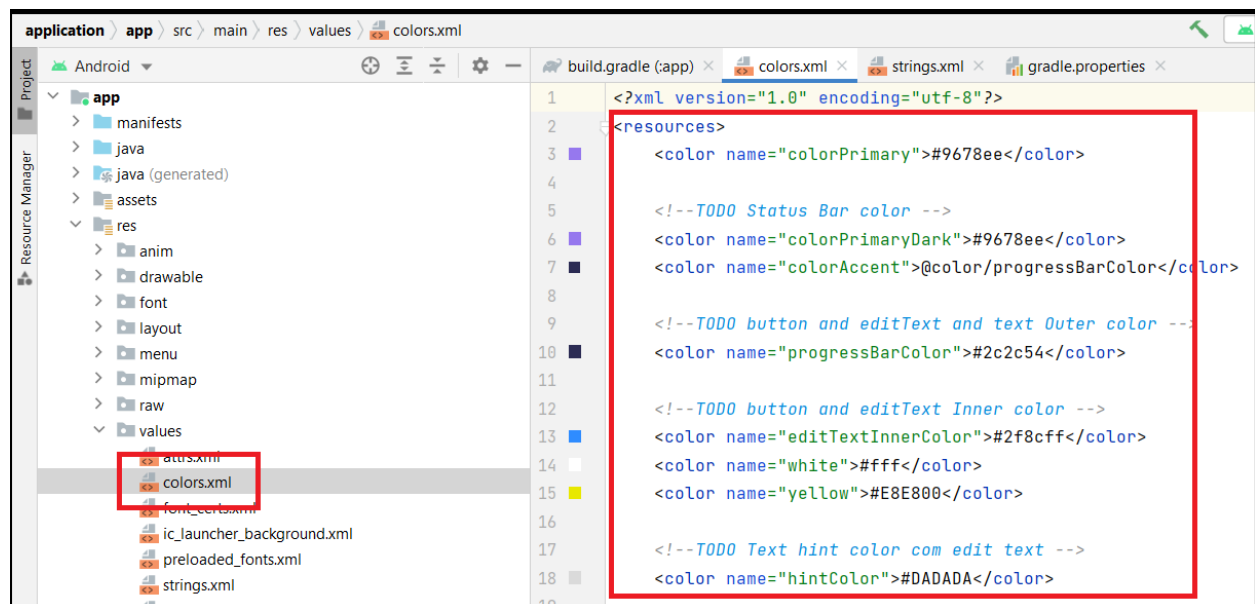 application > app > src > main > res > values > colors.xml
Project
Resource Manager
Android
app
manifests
java
java (generated)
assets
res
anim
drawable
font
layout
menu
mipmap
raw
values
attrs.xml
colors.xml
font_certs.xml
ic_launcher_background.xml
preloaded_fonts.xml
strings.xml
build.gradle (:app) colors.xml strings.xml gradle.properties
1 <?xml version="1.0" encoding="utf-8"?>
2 <resources>
3 <color name="colorPrimary">#9678ee</color>
4
5 <!--TODO Status Bar color -->
6 <color name="colorPrimaryDark">#9678ee</color>
7 <color name="colorAccent">@color/progressBarColor</color>
8
9 <!--TODO button and editText and text Outer color -->
10 <color name="progressBarColor">#2c2c54</color>
11
12 <!--TODO button and editText Inner color -->
13 <color name="editTextInnerColor">#2f8cff</color>
14 <color name="white">#fff</color>
15 <color name="yellow">#E8E800</color>
16
17 <!--TODO Text hint color com edit text -->
18 <color name="hintColor">#DADADA</color>